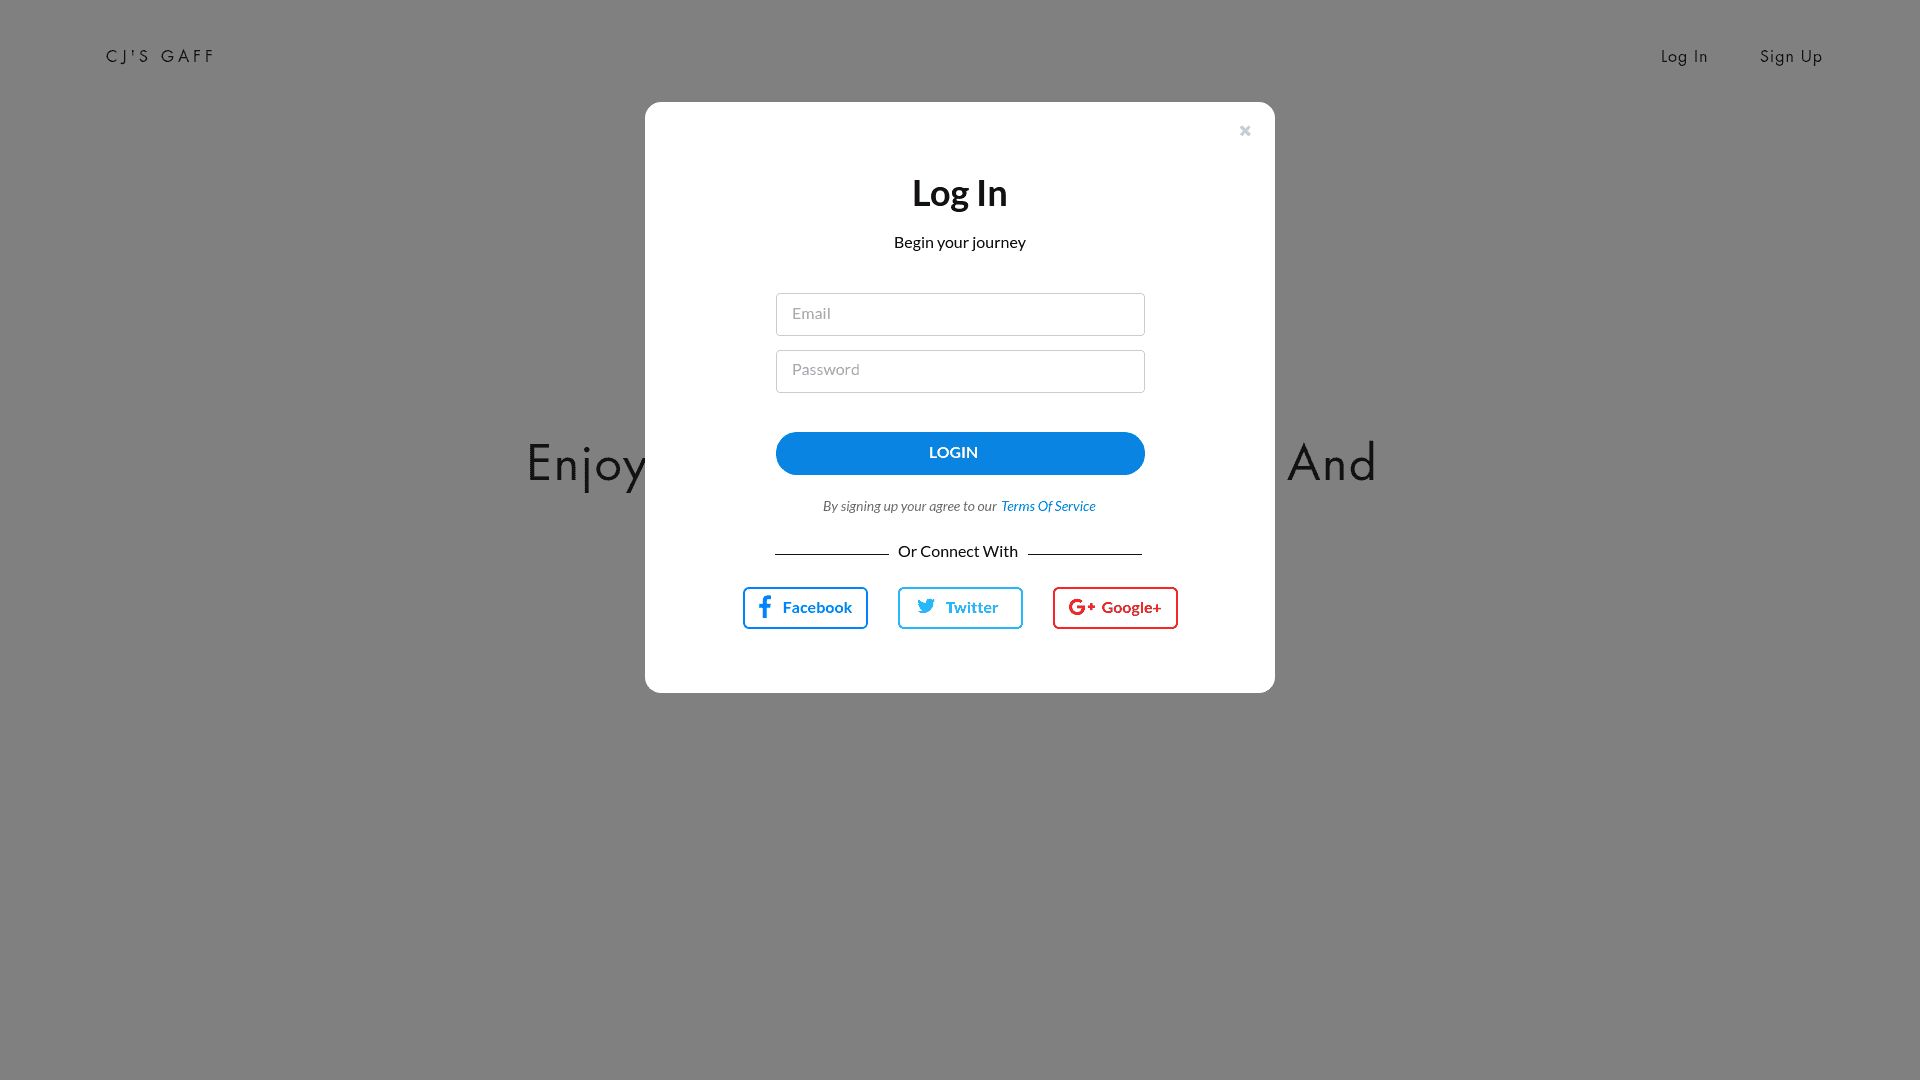 CJ'S GAFF
Log In
Sign Up
Log In
Begin your journey
Email
Password
LOGIN
By signing up your agree to our Terms Of Service
Or Connect With
Facebook
Twitter
Google+
Enjoy And